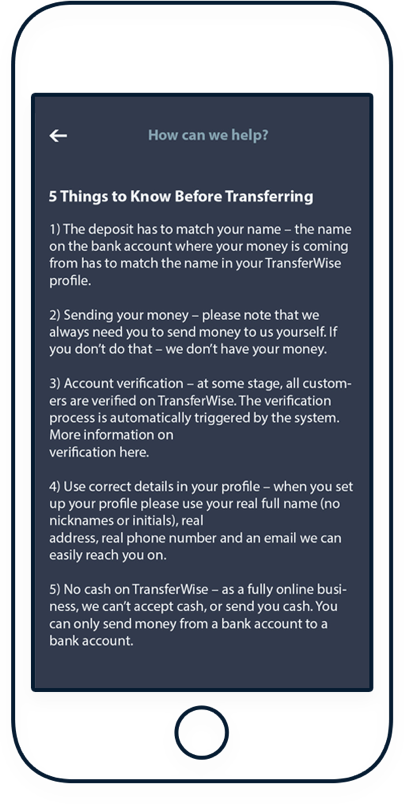 How can we help?
5 Things to Know Before Transferring
1) The deposit has to match your name – the name
on the bank account where your money is coming
from has to match the name in your TransferWise
profile.
2) Sending your money – please note that we
always need you to send money to us yourself. If
you don't do that – we don't have your money.
3) Account verification – at some stage, all custom-
ers are verified on TransferWise. The verification
process is automatically triggered by the system.
More information on
verification here.
4) Use correct details in your profile – when you set
up your profile please use your real full name (no
nicknames or initials), real
address, real phone number and an email we can
easily reach you on.
5) No cash on TransferWise – as a fully online busi-
ness, we can't accept cash, or send you cash. You
can only send money from a bank account to a
bank account.